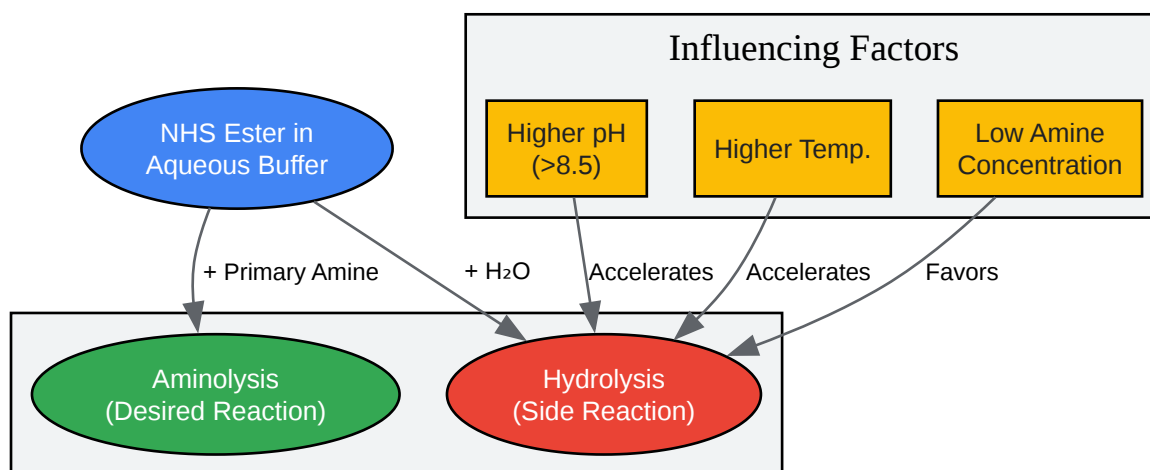 Influencing Factors
NHS Ester in
Aqueous Buffer
Higher pH
(>8.5)
Higher Temp.
Low Amine
Concentration
+ Primary Amine
+ H₂O
Accelerates
Accelerates
Favors
Aminolysis
(Desired Reaction)
Hydrolysis
(Side Reaction)